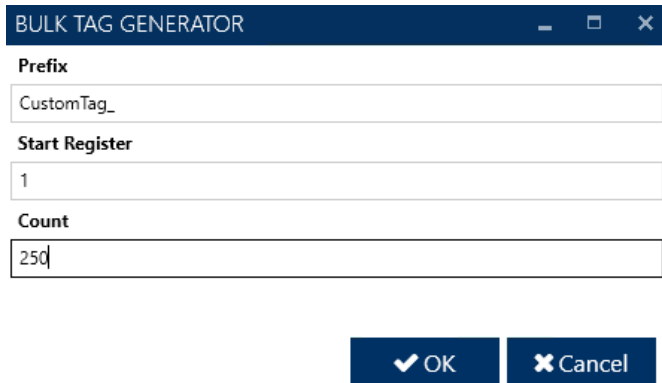 BULK TAG GENERATOR
Prefix
CustomTag_
Start Register
1
Count
250
OK Cancel